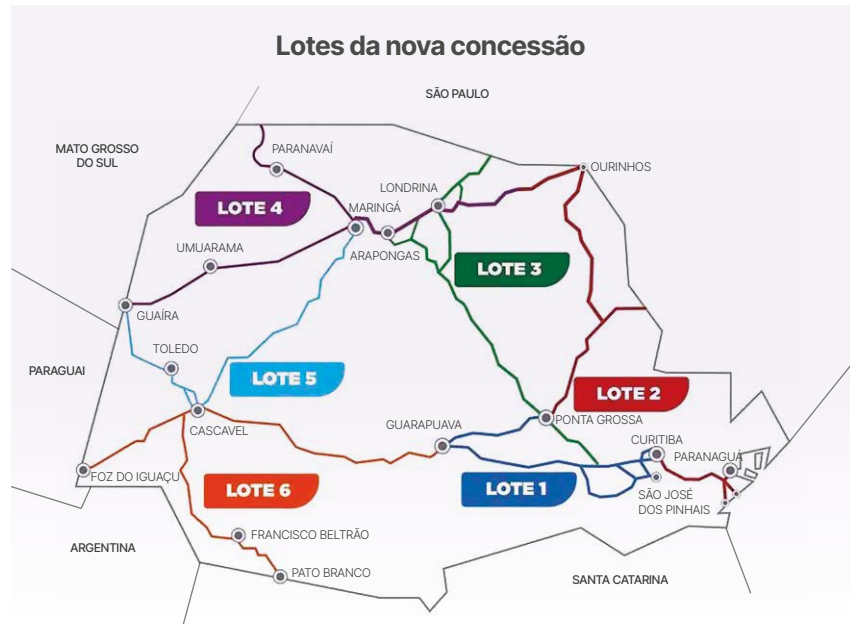 Lotes da nova concessão
SÃO PAULO
MATO GROSSO
DO SUL
PARANAVAÍ
OURINHOS
LONDRINA
LOTE 4
MARINGÁ
UMUARAMA
ARAPONGAS
LOTE 3
GUAÍRA
TOLEDO
PARAGUAI
LOTE 5
LOTE 2
CASCAVEL
GUARAPUAVA
PONTA GROSSA
CURITIBA
PARANAGUÁ
FOZ DO IGUAÇU
LOTE 6
LOTE 1
SÃO JOSÉ
DOS PINHAIS
FRANCISCO BELTRÃO
ARGENTINA
PATO BRANCO
SANTA CATARINA